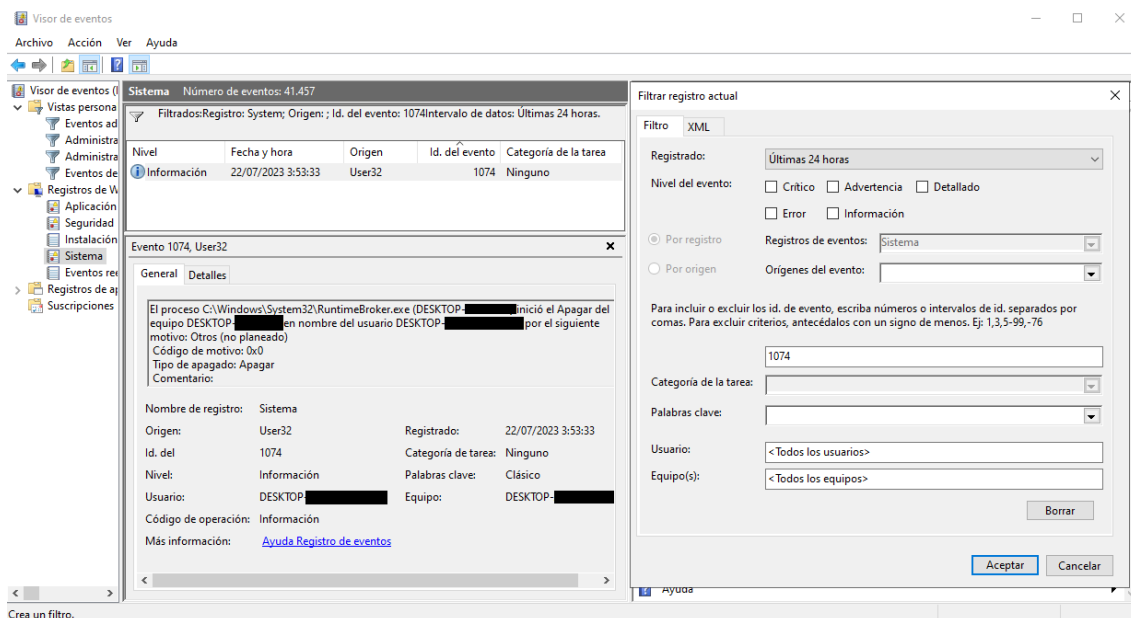 Visor de eventos
Archivo Acción Ver Ayuda
Visor de eventos (l
Vistas persona
Eventos ad
Administra
Administra
Eventos de
Registros de W
Aplicación
Seguridad
Instalación
Sistema
Eventos ree
Registros de ap
Suscripciones
Sistema Número de eventos: 41.457
Filtrados:Registro: System; Origen: ; Id. del evento: 1074Intervalo de datos: Últimas 24 horas.
Nivel Fecha y hora Origen Id. del evento Categoría de la tarea
Información 22/07/2023 3:53:33 User32 1074 Ninguno
Evento 1074, User32
General Detalles
El proceso C:\Windows\System32\RuntimeBroker.exe (DESKTOP- inició el Apagar del
equipo DESKTOP- en nombre del usuario DESKTOP- por el siguiente
motivo: Otros (no planeado)
Código de motivo: 0x0
Tipo de apagado: Apagar
Comentario:
Nombre de registro: Sistema
Origen: User32 Registrado: 22/07/2023 3:53:33
Id. del 1074 Categoría de tarea: Ninguno
Nivel: Información Palabras clave: Clásico
Usuario: DESKTOP- Equipo: DESKTOP-
Código de operación: Información
Más información: Ayuda Registro de eventos
Filtrar registro actual
Filtro XML
Registrado: Últimas 24 horas
Nivel del evento: Crítico Advertencia Detallado
Error Información
Por registro Registros de eventos: Sistema
Por origen Orígenes del evento:
Para incluir o excluir los id. de evento, escriba números o intervalos de id. separados por
comas. Para excluir criterios, antecédalos con un signo de menos. Ej: 1,3,5-99,-76
1074
Categoría de la tarea:
Palabras clave:
Usuario: <Todos los usuarios>
Equipo(s): <Todos los equipos>
Borrar
Aceptar Cancelar
Ayuda
Crea un filtro.